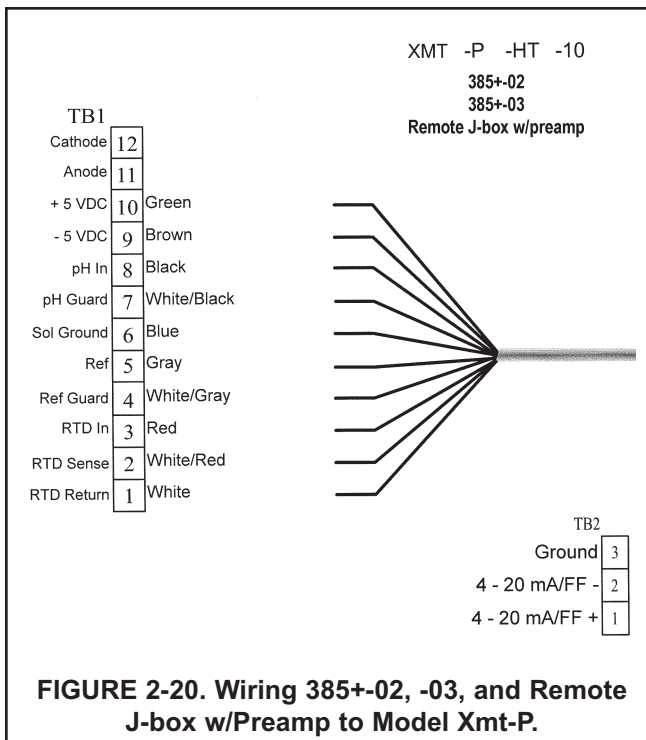 XMT -P -HT -10
385+-02
385+-03
Remote J-box w/preamp
TB1
Cathode 12
Anode 11
+ 5 VDC 10 Green
- 5 VDC 9 Brown
pH In 8 Black
pH Guard 7 White/Black
Sol Ground 6 Blue
Ref 5 Gray
Ref Guard 4 White/Gray
RTD In 3 Red
RTD Sense 2 White/Red
RTD Return 1 White
TB2
Ground 3
4 - 20 mA/FF - 2
4 - 20 mA/FF + 1
FIGURE 2-20. Wiring 385+-02, -03, and Remote
J-box w/Preamp to Model Xmt-P.